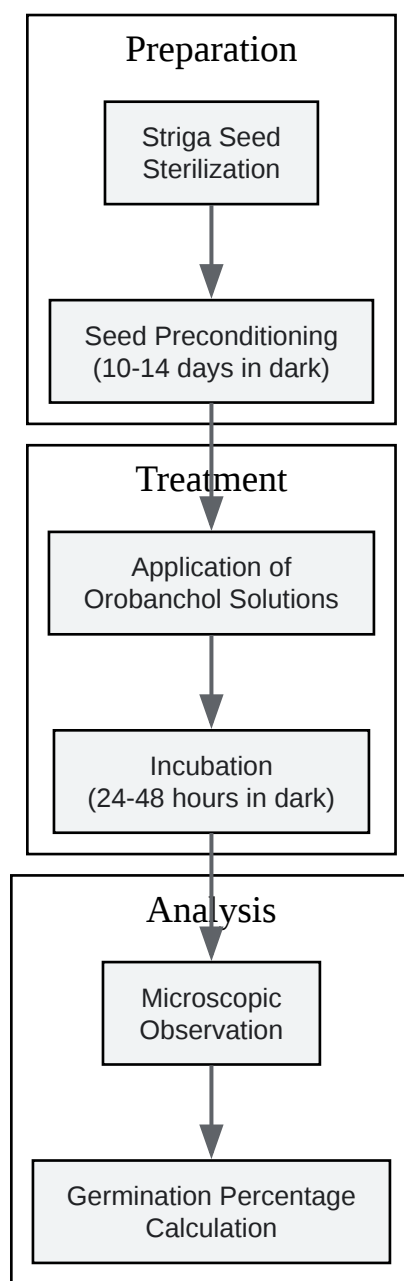 Preparation
Striga Seed
Sterilization
Seed Preconditioning
(10-14 days in dark)
Treatment
Application of
Orobanchol Solutions
Incubation
(24-48 hours in dark)
Analysis
Microscopic
Observation
Germination Percentage
Calculation